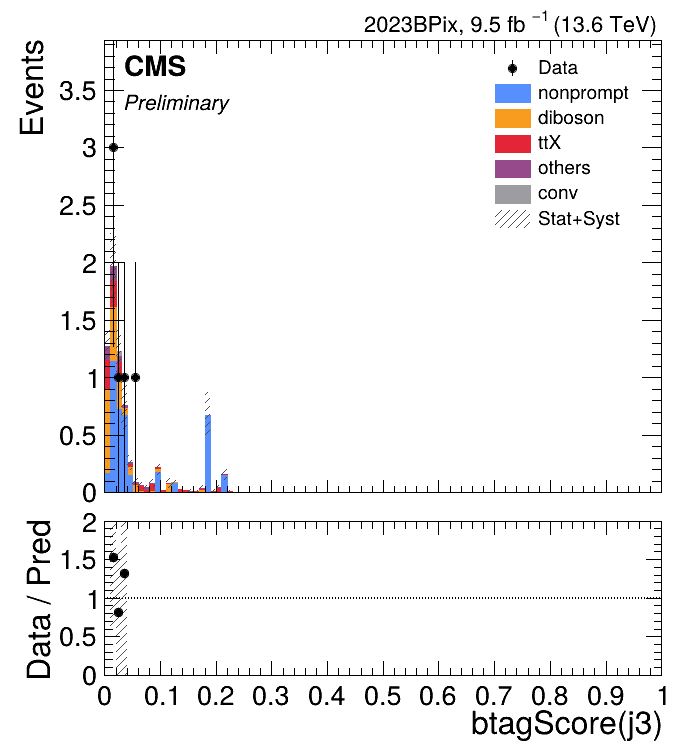 2023BPix, 9.5 fb⁻¹ (13.6 TeV)
CMS
Preliminary
Events
Data
nonprompt
diboson
ttX
others
conv
Stat+Syst
3.5
3
2.5
2
1.5
1
0.5
0
Data / Pred
2
1.5
1
0.5
0
0 0.1 0.2 0.3 0.4 0.5 0.6 0.7 0.8 0.9 1
btagScore(j3)